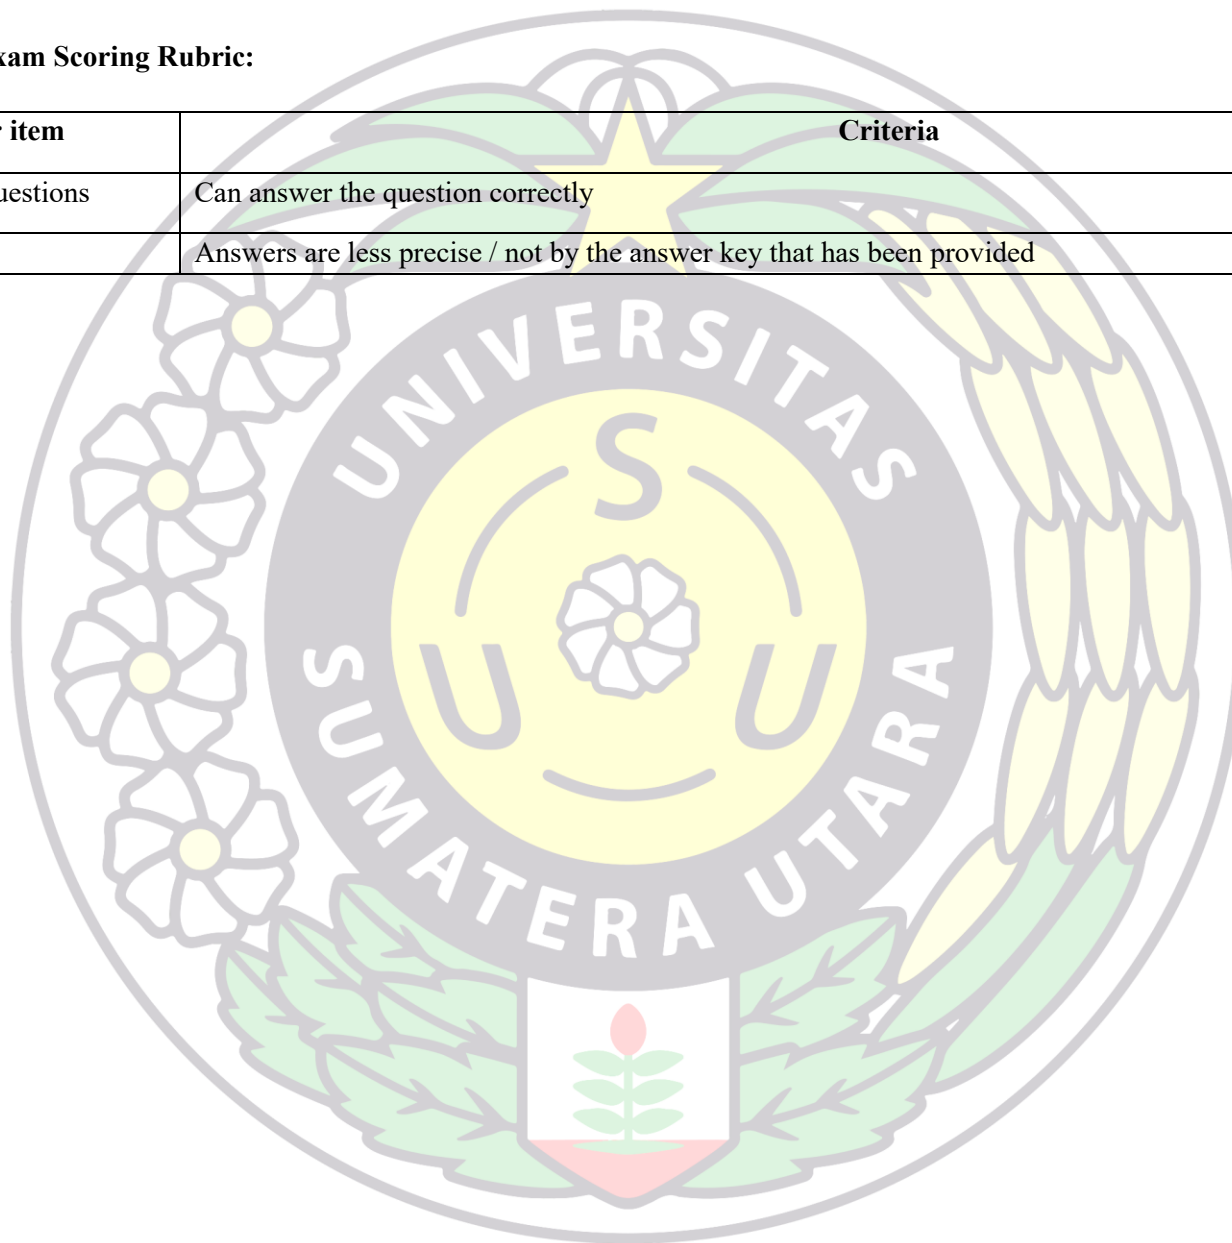 xam Scoring Rubric:
item Criteria
uestions Can answer the question correctly
Answers are less precise / not by the answer key that has been provided
UNIVERSITAS
S
U U
SUMATERA UTARA